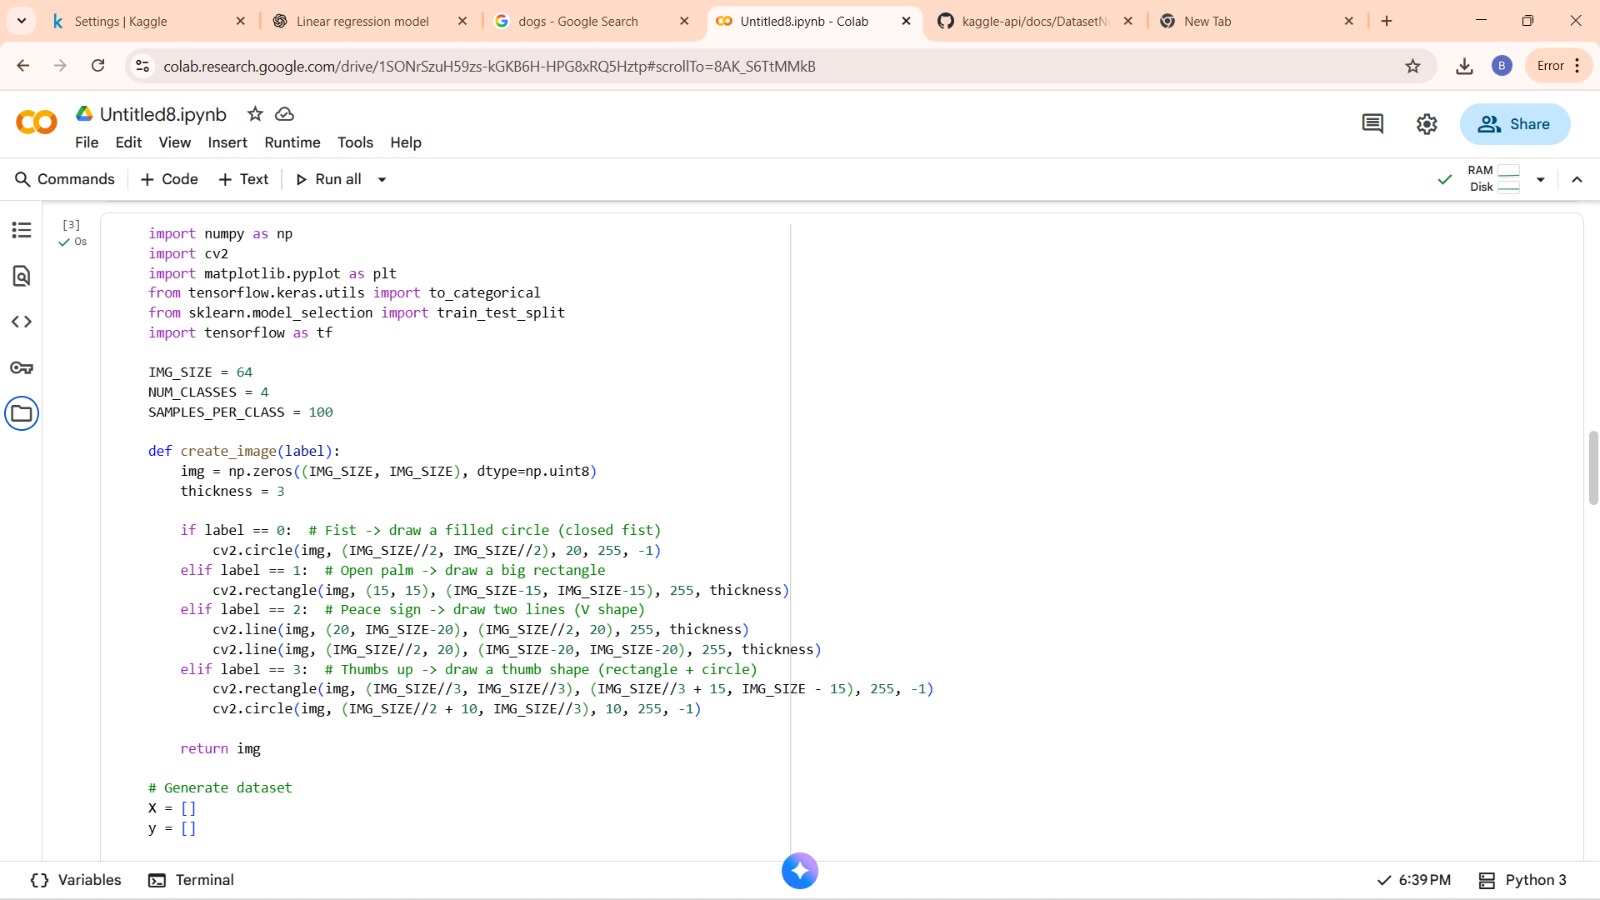 Settings | Kaggle
Linear regression model
dogs - Google Search
Untitled8.ipynb - Colab
kaggle-api/docs/DatasetN
New Tab
colab.research.google.com/drive/1SONrSzuH59zs-kGKB6H-HPG8xRQ5Hztp#scrollTo=8AK_S6TtMMkB
B
Error
Untitled8.ipynb
Share
File Edit View Insert Runtime Tools Help
Commands + Code + Text Run all
RAM
Disk
[3]
0s
import numpy as np
import cv2
import matplotlib.pyplot as plt
from tensorflow.keras.utils import to_categorical
from sklearn.model_selection import train_test_split
import tensorflow as tf
IMG_SIZE = 64
NUM_CLASSES = 4
SAMPLES_PER_CLASS = 100
def create_image(label):
    img = np.zeros((IMG_SIZE, IMG_SIZE), dtype=np.uint8)
    thickness = 3
    if label == 0:  # Fist -> draw a filled circle (closed fist)
        cv2.circle(img, (IMG_SIZE//2, IMG_SIZE//2), 20, 255, -1)
    elif label == 1:  # Open palm -> draw a big rectangle
        cv2.rectangle(img, (15, 15), (IMG_SIZE-15, IMG_SIZE-15), 255, thickness)
    elif label == 2:  # Peace sign -> draw two lines (V shape)
        cv2.line(img, (20, IMG_SIZE-20), (IMG_SIZE//2, 20), 255, thickness)
        cv2.line(img, (IMG_SIZE//2, 20), (IMG_SIZE-20, IMG_SIZE-20), 255, thickness)
    elif label == 3:  # Thumbs up -> draw a thumb shape (rectangle + circle)
        cv2.rectangle(img, (IMG_SIZE//3, IMG_SIZE//3), (IMG_SIZE//3 + 15, IMG_SIZE - 15), 255, -1)
        cv2.circle(img, (IMG_SIZE//2 + 10, IMG_SIZE//3), 10, 255, -1)
    return img
# Generate dataset
X = []
y = []
Variables
Terminal
6:39 PM
Python 3